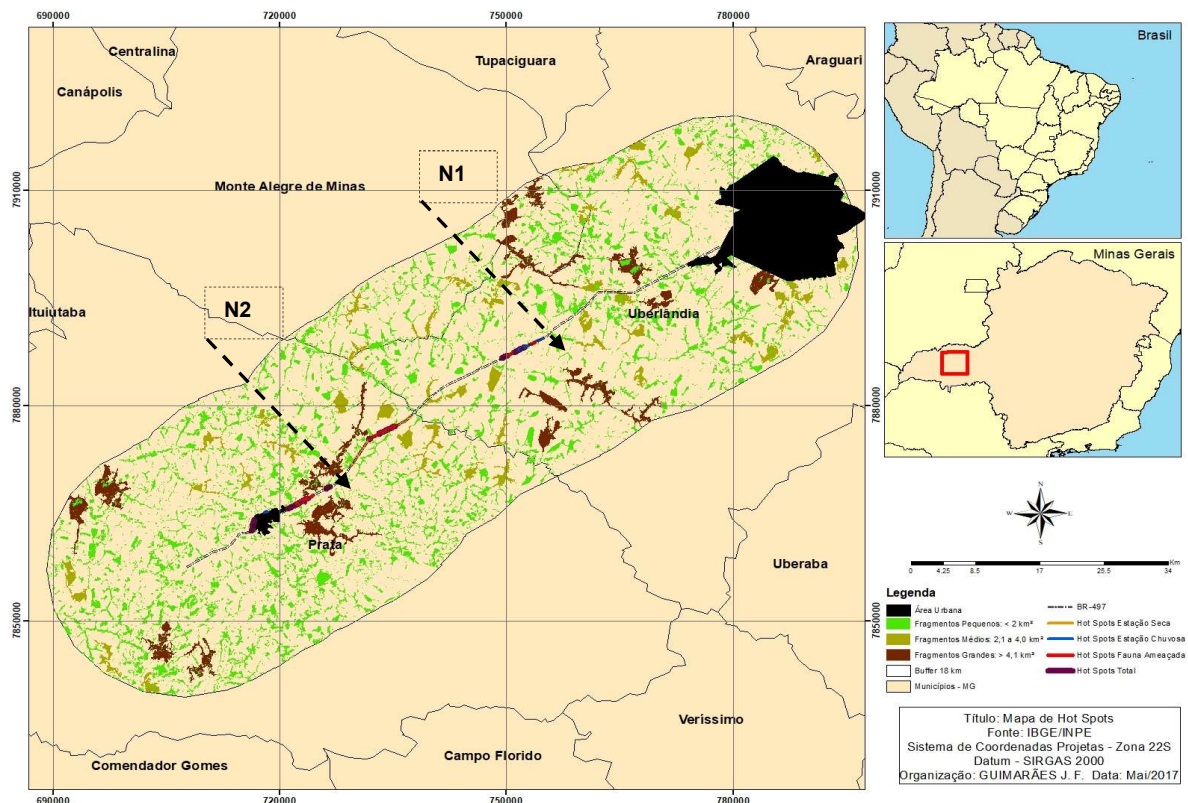 690000 720000 750000 780000
Centralina
Tupaciguara
Araguari
Canápolis
N1
Monte Alegre de Minas
7910000
7910000
N2
Ituiutaba
Uberlândia
7880000
7880000
Prata
Uberaba
7850000
7850000
Veríssimo
Campo Florido
Comendador Gomes
690000 720000 750000 780000
Brasil
Minas Gerais
N
W E
S
Km
0 4.25 8.5 17 25.5 34
Legenda
Área Urbana
Fragmentos Pequenos: < 2 km²
Fragmentos Médios: 2,1 a 4,0 km²
Fragmentos Grandes: > 4,1 km²
Buffer 18 km
Municípios - MG
BR-497
Hot Spots Estação Seca
Hot Spots Estação Chuvosa
Hot Spots Fauna Ameaçada
Hot Spots Total
Título: Mapa de Hot Spots
Fonte: IBGE/INPE
Sistema de Coordenadas Projetas - Zona 22S
Datum - SIRGAS 2000
Organização: GUIMARÃES J. F. Data: Mai/2017